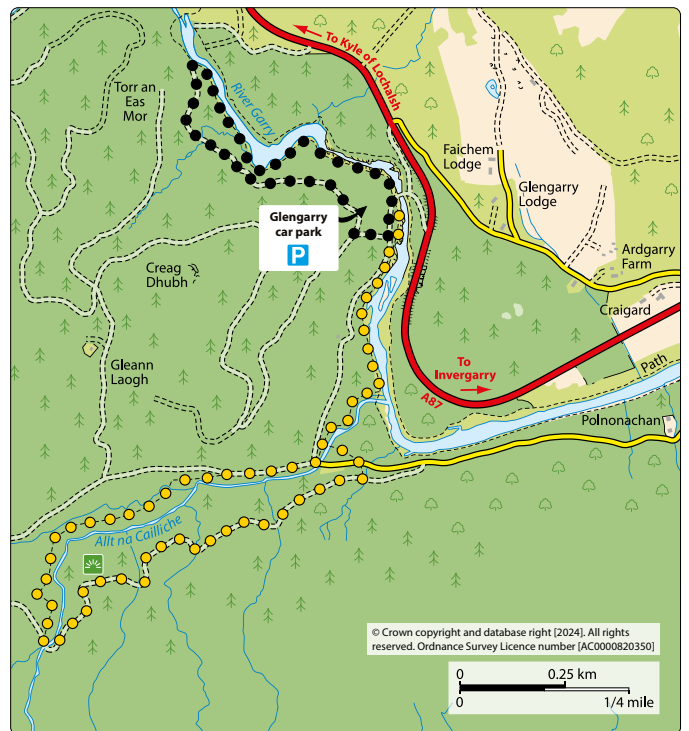 To Kyle of Lochalsh
Torr an
Eas
Mor
River Garry
Faichem
Lodge
Glengarry
Lodge
Glengarry
car park
P
Ardgarry
Farm
Creag
Dhubh
Craigard
Gleann
Laogh
To
Invergarry
A87
Path
Polnonachan
Allt na Cailliche
© Crown copyright and database right [2024]. All rights
reserved. Ordnance Survey Licence number [AC0000820350]
0 0.25 km
0 1/4 mile